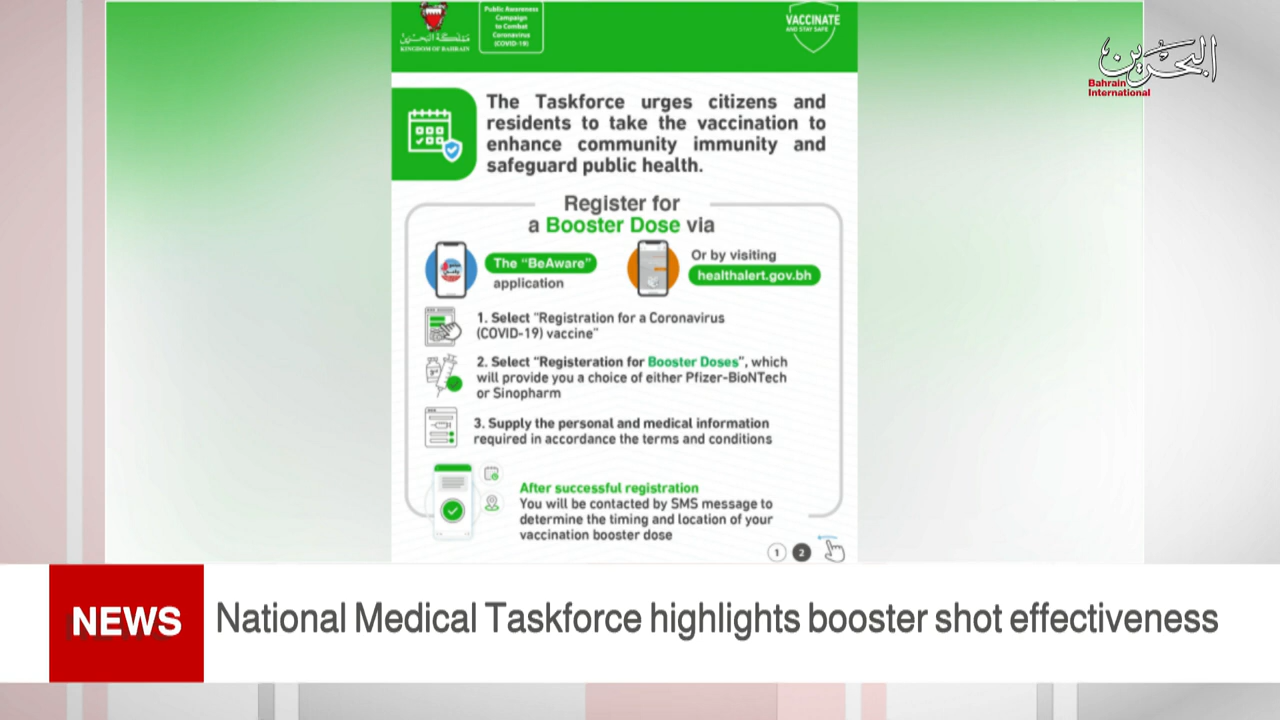 مملكة البحرين
KINGDOM OF BAHRAIN
Public Awareness
Campaign
to Combat
Coronavirus
(COVID-19)
VACCINATE
AND STAY SAFE
البحرين
Bahrain
International
The Taskforce urges citizens and
residents to take the vaccination to
enhance community immunity and
safeguard public health.
Register for
a Booster Dose via
The "BeAware"
application
Or by visiting
healthalert.gov.bh
1. Select "Registration for a Coronavirus
(COVID-19) vaccine"
2. Select "Registeration for Booster Doses", which
will provide you a choice of either Pfizer-BioNTech
or Sinopharm
3. Supply the personal and medical information
required in accordance the terms and conditions
After successful registration
You will be contacted by SMS message to
determine the timing and location of your
vaccination booster dose
1 2
NEWS
National Medical Taskforce highlights booster shot effectiveness